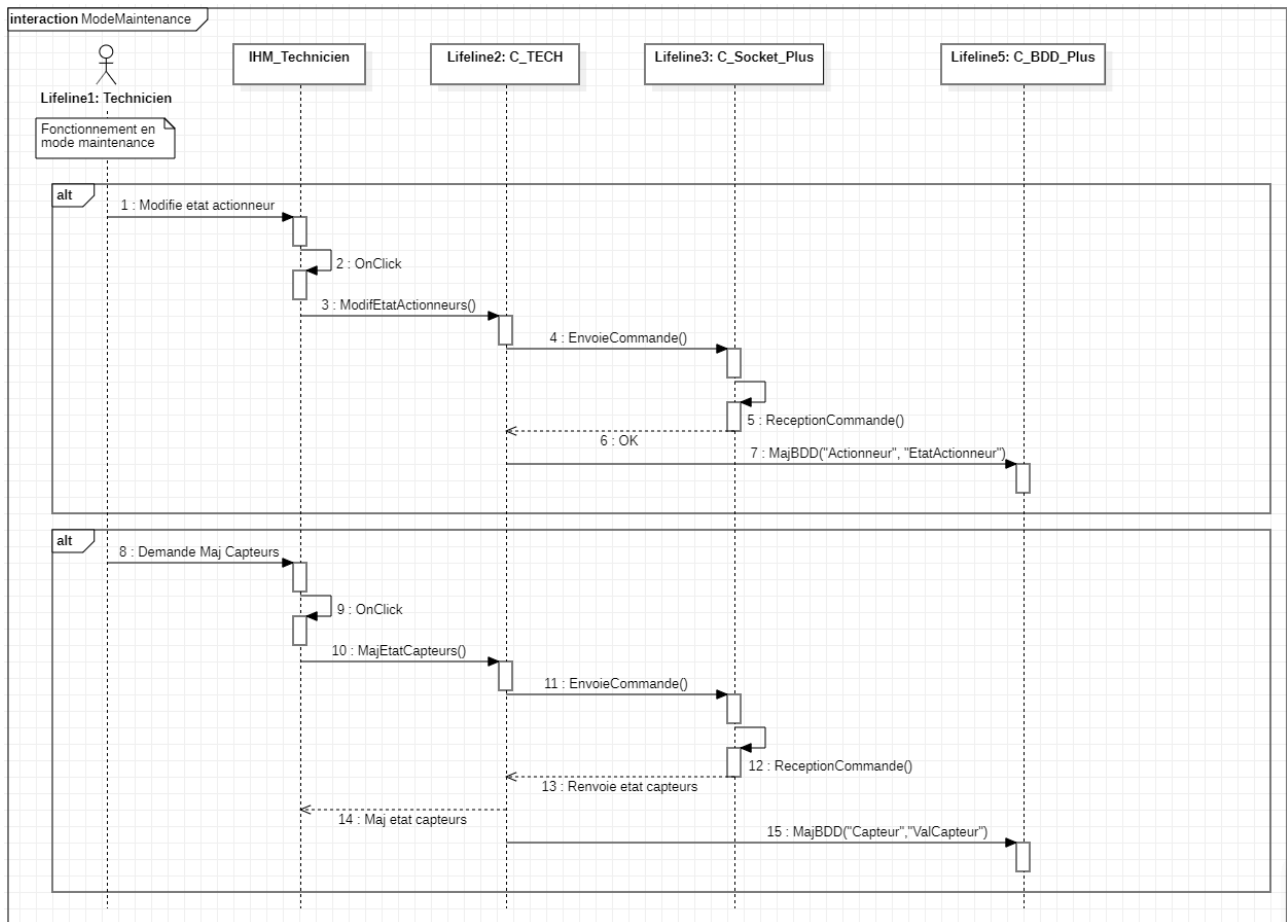 interaction ModeMaintenance
Lifeline1: Technicien
IHM_Technicien
Lifeline2: C_TECH
Lifeline3: C_Socket_Plus
Lifeline5: C_BDD_Plus
Fonctionnement en
mode maintenance
alt
1 : Modifie etat actionneur
2 : OnClick
3 : ModifEtatActionneurs()
4 : EnvoieCommande()
5 : ReceptionCommande()
6 : OK
7 : MajBDD("Actionneur", "EtatActionneur")
alt
8 : Demande Maj Capteurs
9 : OnClick
10 : MajEtatCapteurs()
11 : EnvoieCommande()
12 : ReceptionCommande()
13 : Renvoie etat capteurs
14 : Maj etat capteurs
15 : MajBDD("Capteur","ValCapteur")